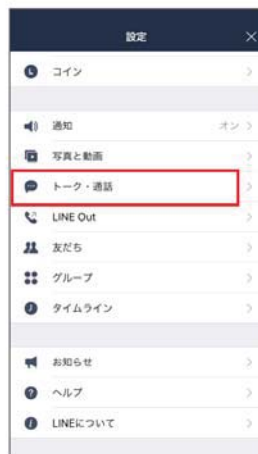 設定
コイン
通知 オン
写真と動画
トーク・通話
LINE Out
友だち
グループ
タイムライン
お知らせ
ヘルプ
LINEについて